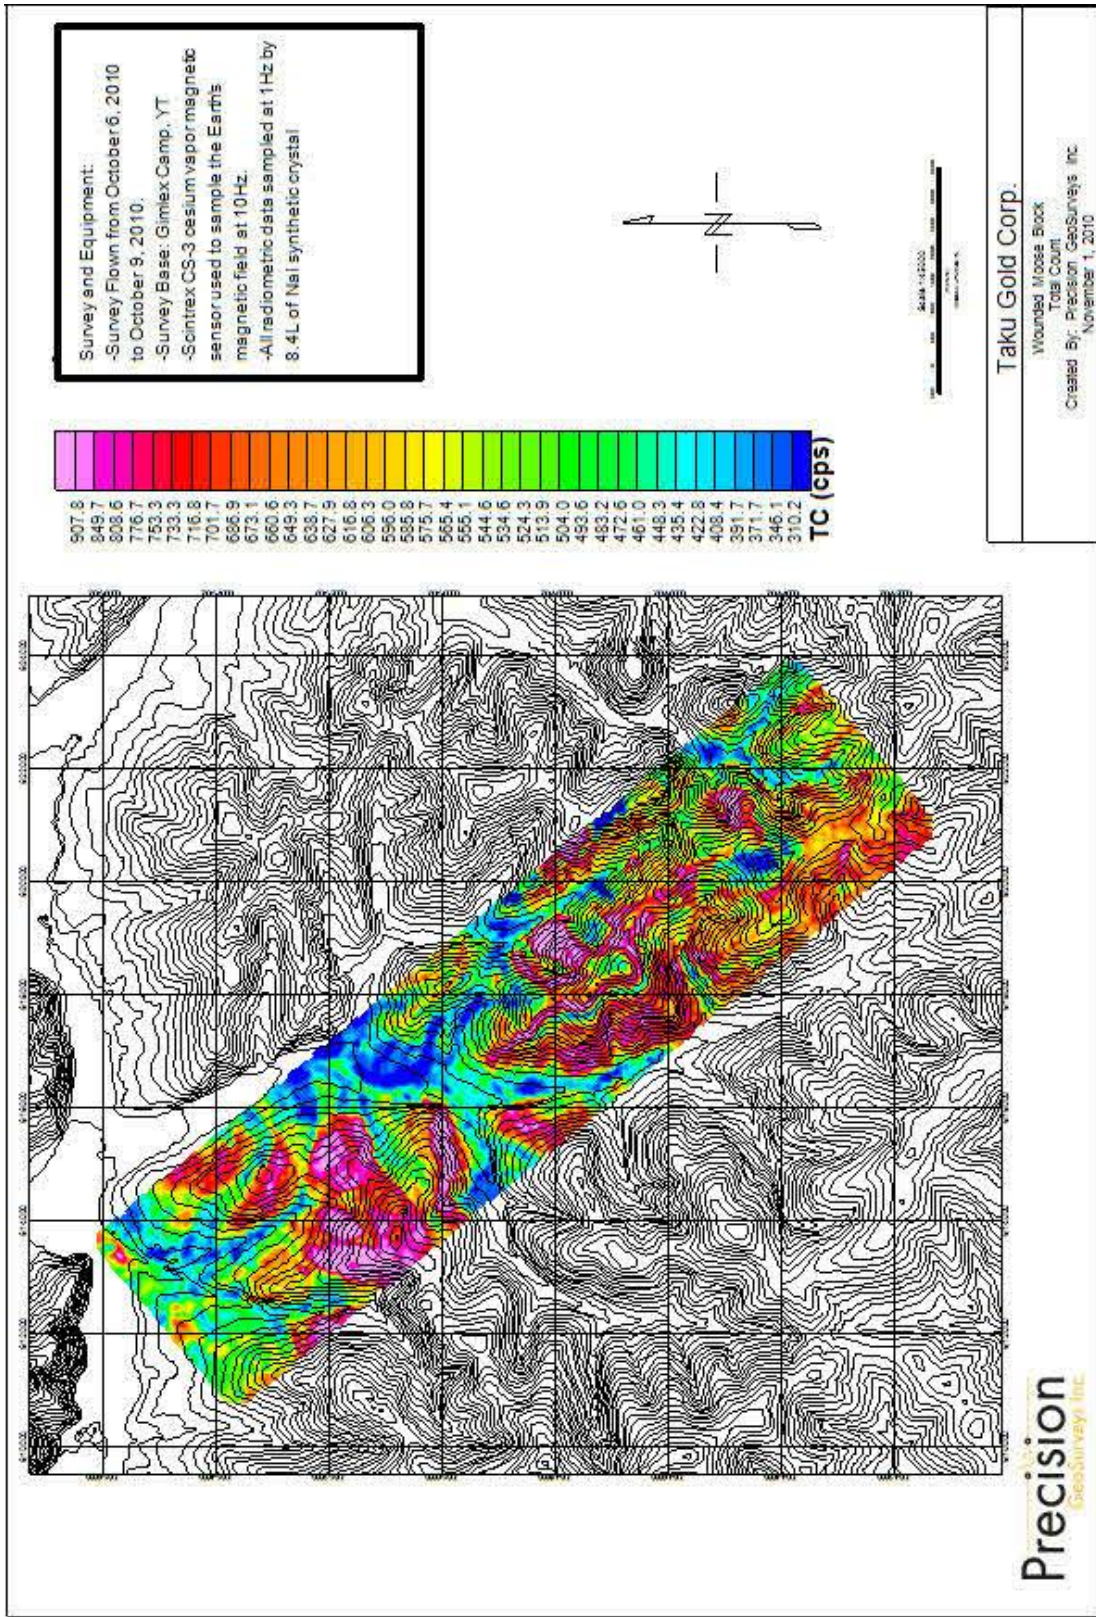 Survey and Equipment:
-Survey Flown from October 6, 2010
to October 9, 2010.
-Survey Base: Gimlex Camp, YT
-Scintrex CS-3 cesium vapor magnetic
sensor used to sample the Earth's
magnetic field at 10Hz.
-All radiometric data sampled at 1Hz by
8.4L of NaI synthetic crystal
907.8
849.7
808.6
776.7
753.3
733.3
716.8
701.7
686.9
673.1
660.6
649.3
638.7
627.9
616.8
606.3
596.0
585.8
575.7
565.4
555.1
544.6
534.6
524.3
513.9
504.0
493.6
483.2
472.6
461.0
448.3
435.4
422.8
408.4
391.7
371.7
346.1
310.2
TC (cps)
N
Taku Gold Corp.
Wounded Moose Block
Total Count
Created By: Precision GeoSurveys Inc.
November 1, 2010
Precision
GeoSurveys Inc.